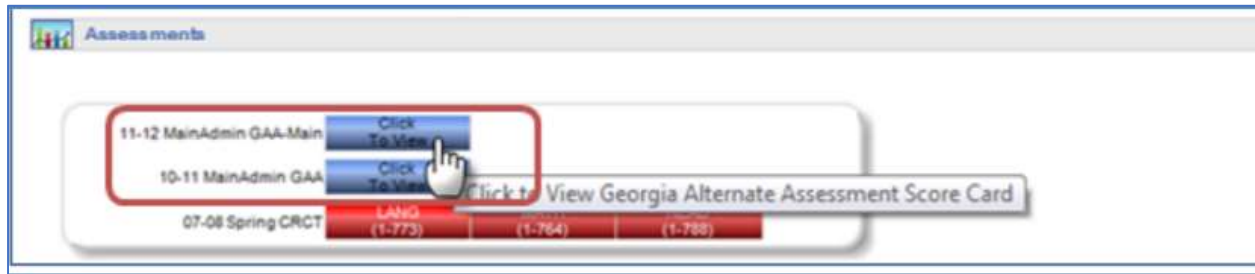 Assessments
11-12 MainAdmin GAA-Main Click To View
10-11 MainAdmin GAA Click To View
Click to View Georgia Alternate Assessment Score Card
07-08 Spring CRCT LANG
(1-773) (1-764) (1-788)